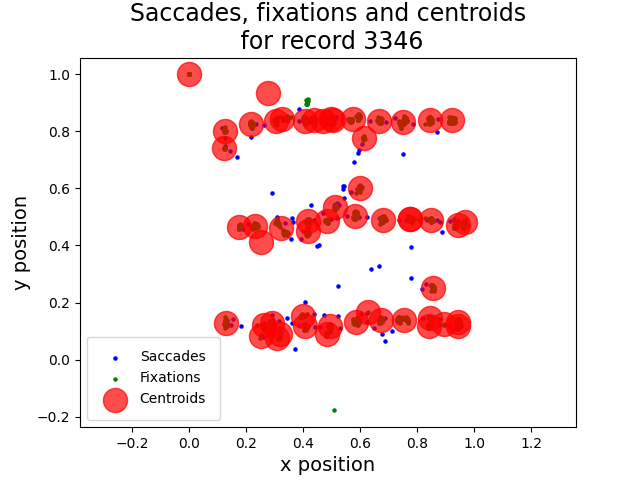 Saccades, fixations and centroids
for record 3346
1.0
0.8
0.6
0.4
0.2
0.0
−0.2
y position
Saccades
Fixations
Centroids
−0.2
0.0
0.2
0.4
0.6
0.8
1.0
1.2
x position